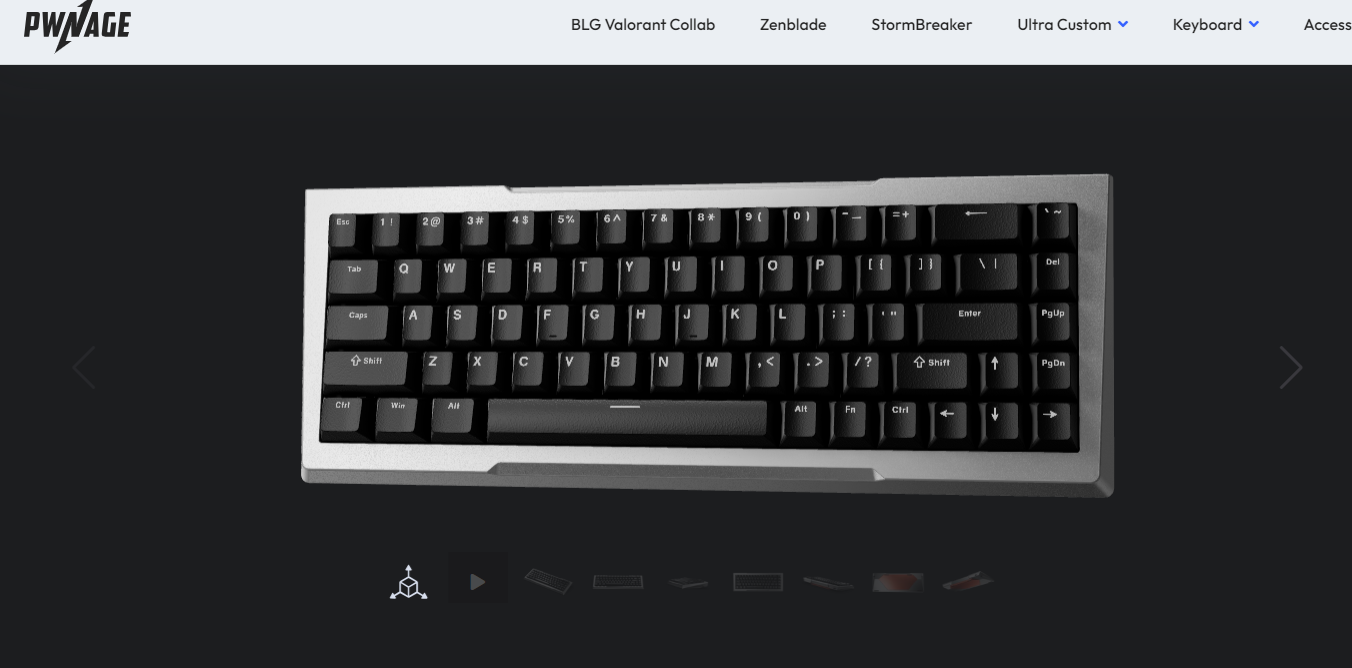 PWNAGE
BLG Valorant Collab Zenblade StormBreaker Ultra Custom Keyboard Access
Esc 1 ! 2 @ 3 # 4 $ 5 % 6 ^ 7 & 8 * 9 ( 0 ) - _ = + ← ` ~
Tab Q W E R T Y U I O P [ { ] } \ | Del
Caps A S D F G H J K L ; : ' " Enter PgUp
⇧ Shift Z X C V B N M , < . > / ? ⇧ Shift ↑ PgDn
Ctrl Win Alt Alt Fn Ctrl ← ↓ →